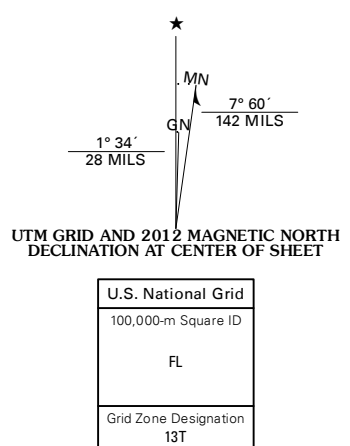 ★
MN
GN
7° 60´
142 MILS
1° 34´
28 MILS
UTM GRID AND 2012 MAGNETIC NORTH
DECLINATION AT CENTER OF SHEET
U.S. National Grid
100,000-m Square ID
FL
Grid Zone Designation
13T